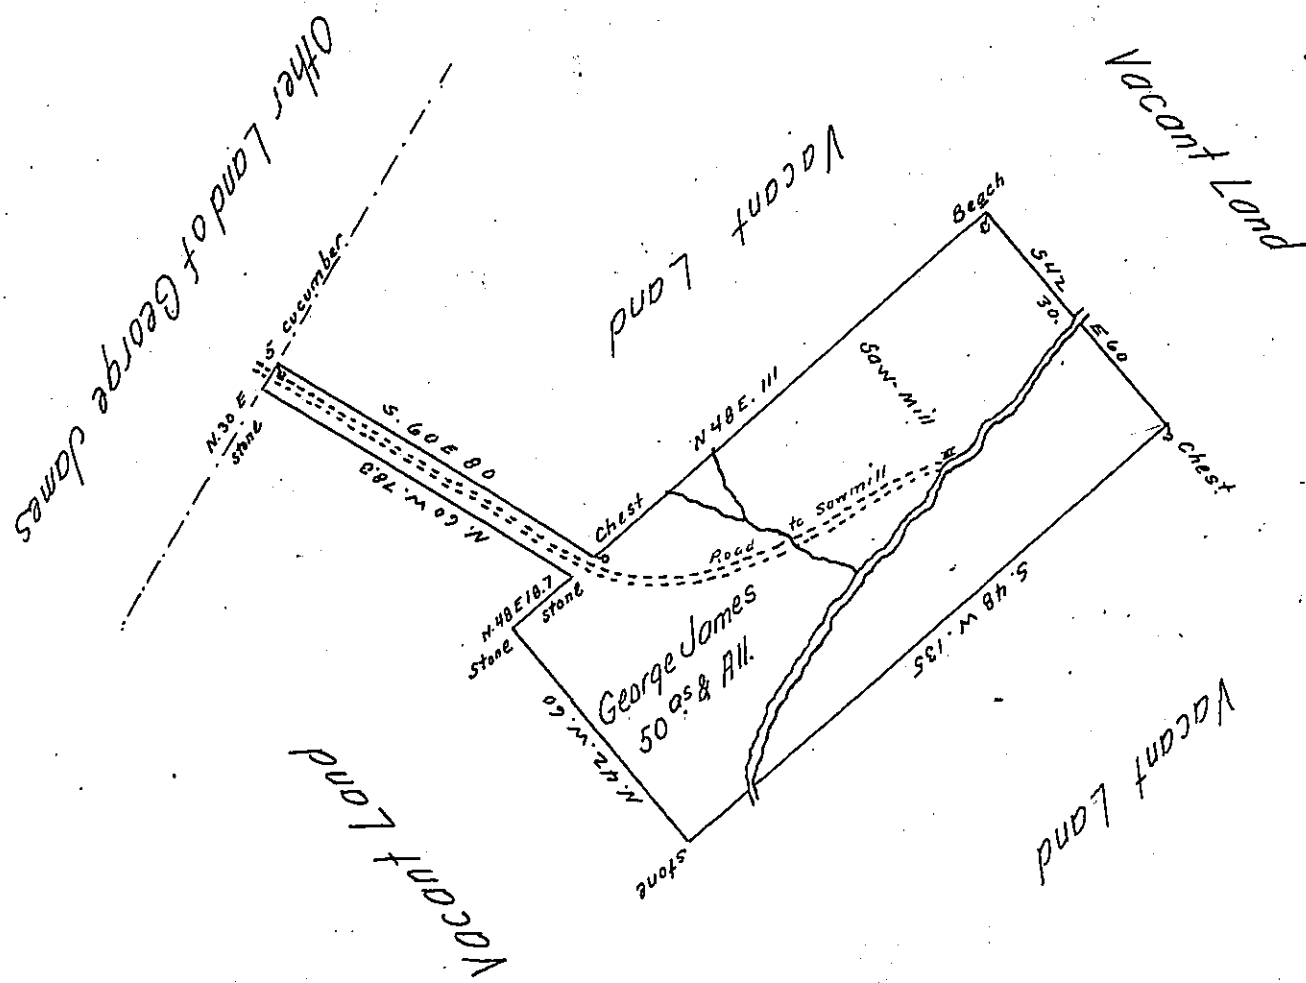 Other Land of George James
Vacant Land
Vacant Land
Beach
S 42
30.
E 60
Chest
Saw-mill
N 48 E. 111
cucumber.
5
N. 30 E
stone
S. 60 E 80
N. 60 W. 78.3
Chest
Road to Sawmill
N. 48 E 18.7
stone
Stone
George James
50 as & All.
N. 42. W. 60
S. 48 W. 135
stone
Vacant Land
Vacant Land